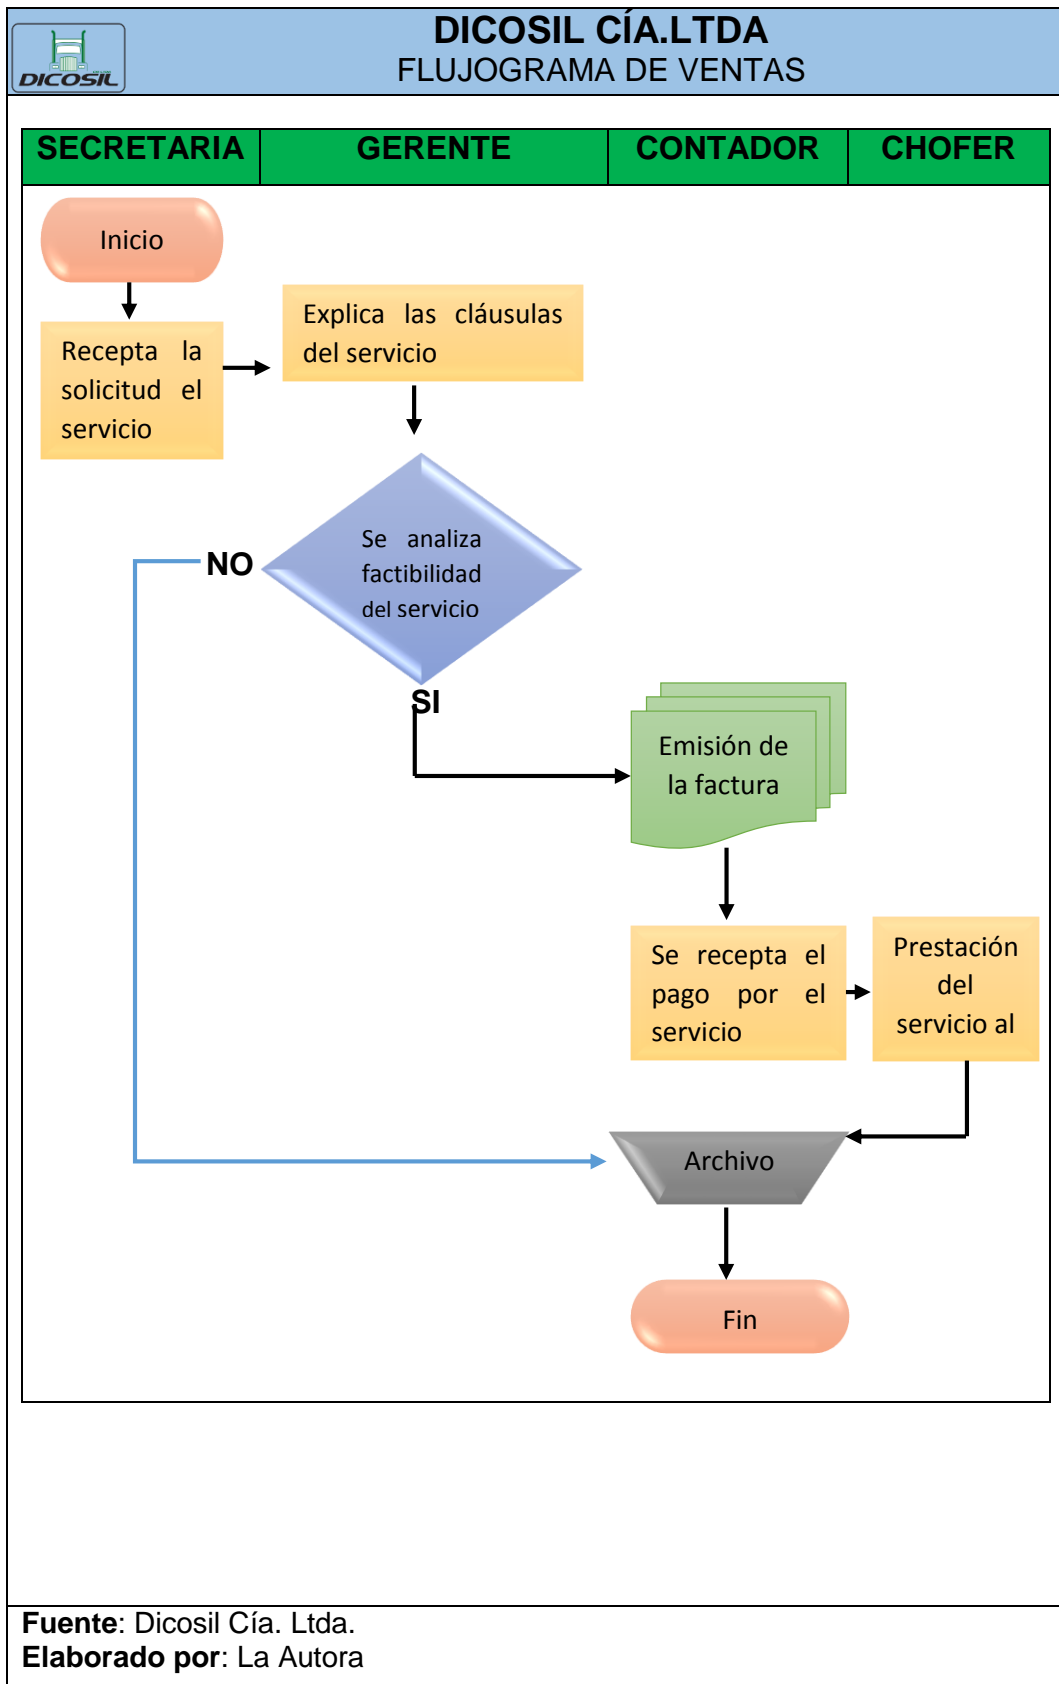 DICOSIL
DICOSIL CÍA.LTDA
FLUJOGRAMA DE VENTAS
SECRETARIA
GERENTE
CONTADOR
CHOFER
Inicio
Recepta la
solicitud el
servicio
Explica las cláusulas
del servicio
Se analiza
factibilidad
del servicio
NO
SI
Emisión de
la factura
Se recepta el
pago por el
servicio
Prestación
del
servicio al
Archivo
Fin
Fuente: Dicosil Cía. Ltda.
Elaborado por: La Autora